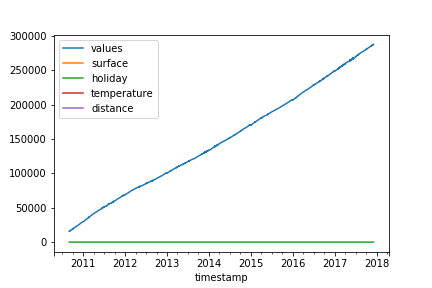 300000
250000
200000
150000
100000
50000
0
values
surface
holiday
temperature
distance
2011 2012 2013 2014 2015 2016 2017 2018
timestamp